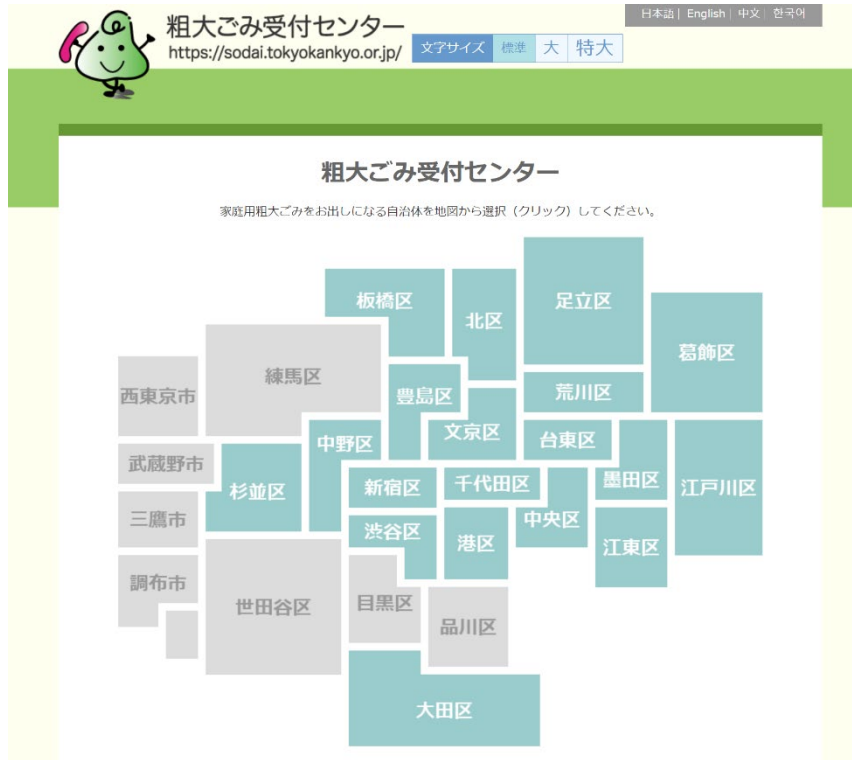 日本語 | English | 中文 | 한국어
粗大ごみ受付センター
https://sodai.tokyokankyo.or.jp/
文字サイズ 標準 大 特大
粗大ごみ受付センター
家庭用粗大ごみをお出しになる自治体を地図から選択（クリック）してください。
板橋区
北区
足立区
葛飾区
練馬区
西東京市
豊島区
荒川区
文京区
台東区
中野区
武蔵野市
杉並区
新宿区
千代田区
墨田区
江戸川区
三鷹市
渋谷区
港区
中央区
江東区
調布市
世田谷区
目黒区
品川区
大田区